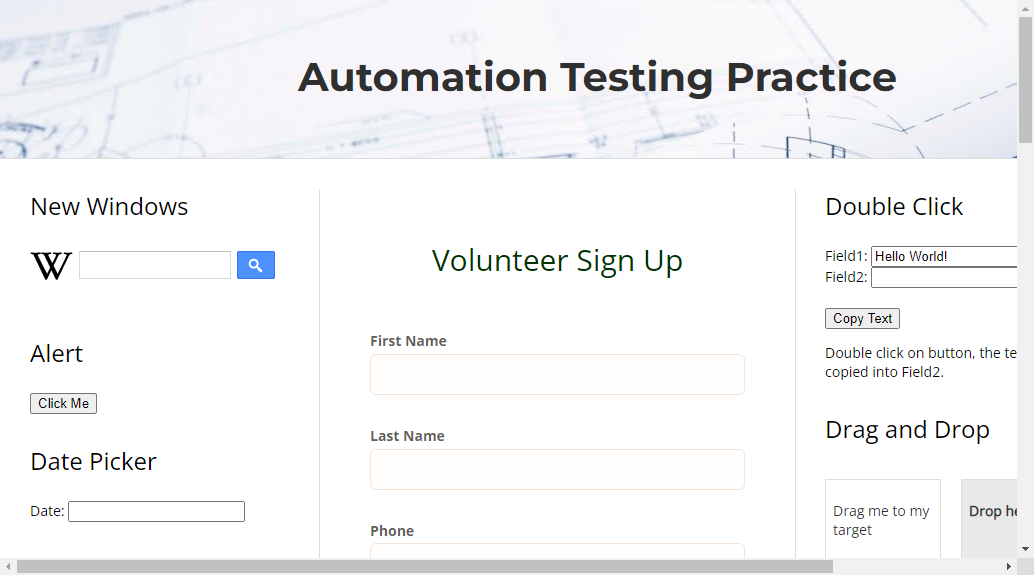 Automation Testing Practice
New Windows
W
Alert
Click Me
Date Picker
Date:
Volunteer Sign Up
First Name
Last Name
Phone
Double Click
Field1: Hello World!
Field2:
Copy Text
Double click on button, the te
copied into Field2.
Drag and Drop
Drag me to my
target
Drop he